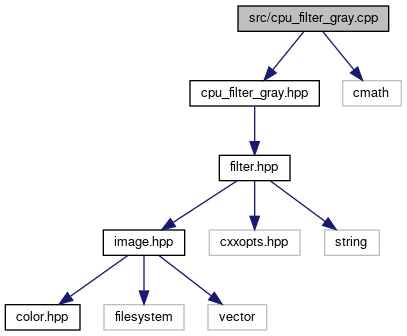 src/cpu_filter_gray.cpp
cpu_filter_gray.hpp
cmath
filter.hpp
image.hpp
cxxopts.hpp
string
color.hpp
filesystem
vector